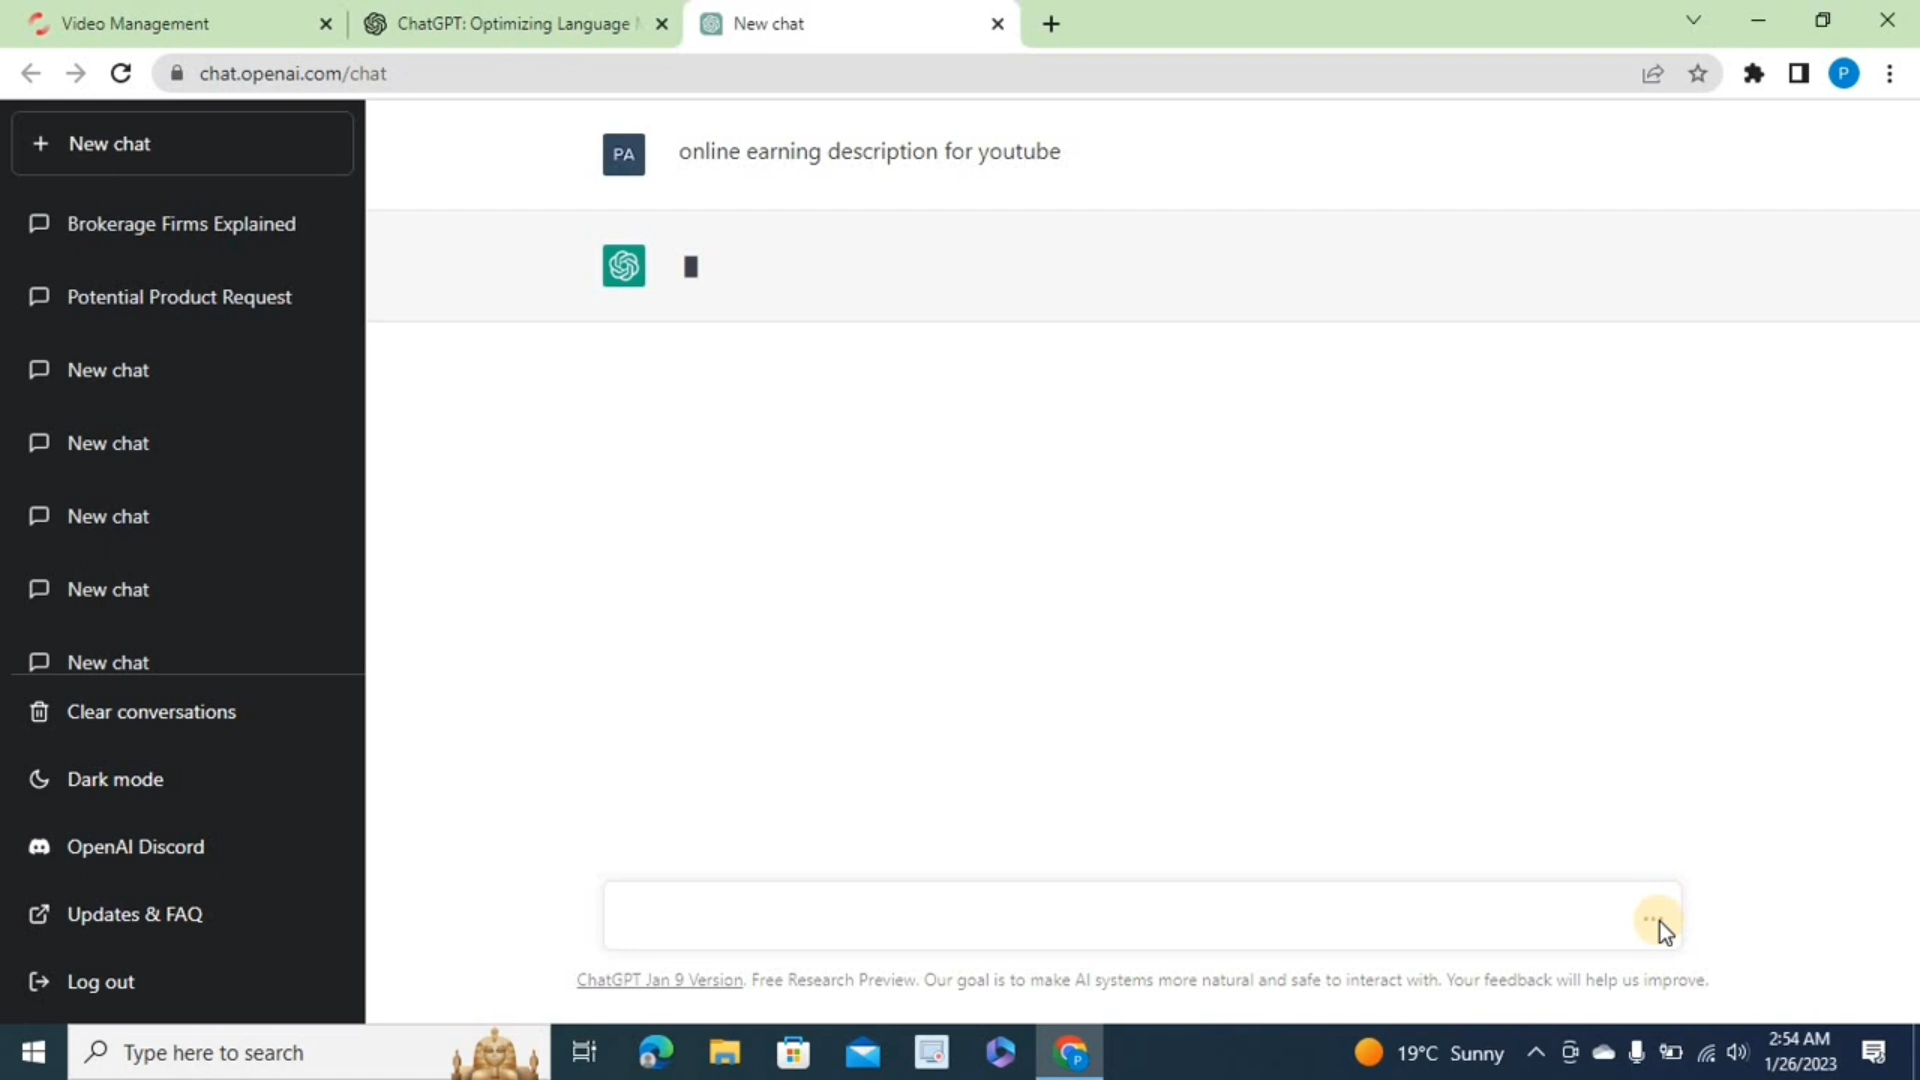 Video Management
ChatGPT: Optimizing Language
New chat
chat.openai.com/chat
P
New chat
PA
online earning description for youtube
Brokerage Firms Explained
Potential Product Request
New chat
New chat
New chat
New chat
New chat
Clear conversations
Dark mode
OpenAI Discord
Updates & FAQ
Log out
ChatGPT Jan 9 Version. Free Research Preview. Our goal is to make AI systems more natural and safe to interact with. Your feedback will help us improve.
Type here to search
P
19°C Sunny
2:54 AM
1/26/2023